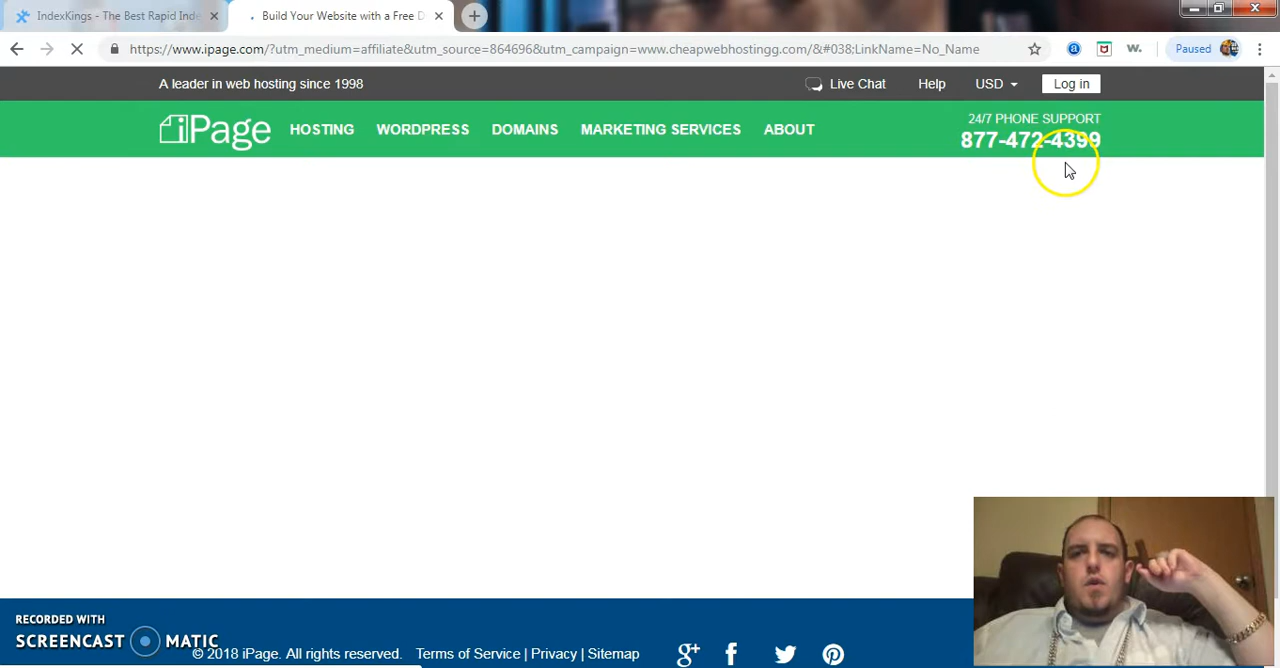 IndexKings - The Best Rapid Inde
Build Your Website with a Free D
https://www.ipage.com/?utm_medium=affiliate&utm_source=864696&utm_campaign=www.cheapwebhostingg.com/&#038;LinkName=No_Name
a
w.
Paused
A leader in web hosting since 1998
Live Chat
Help
USD
Log in
iPage
HOSTING
WORDPRESS
DOMAINS
MARKETING SERVICES
ABOUT
24/7 PHONE SUPPORT
877-472-4399
RECORDED WITH
SCREENCAST MATIC
© 2018 iPage. All rights reserved. Terms of Service | Privacy | Sitemap
g+ f